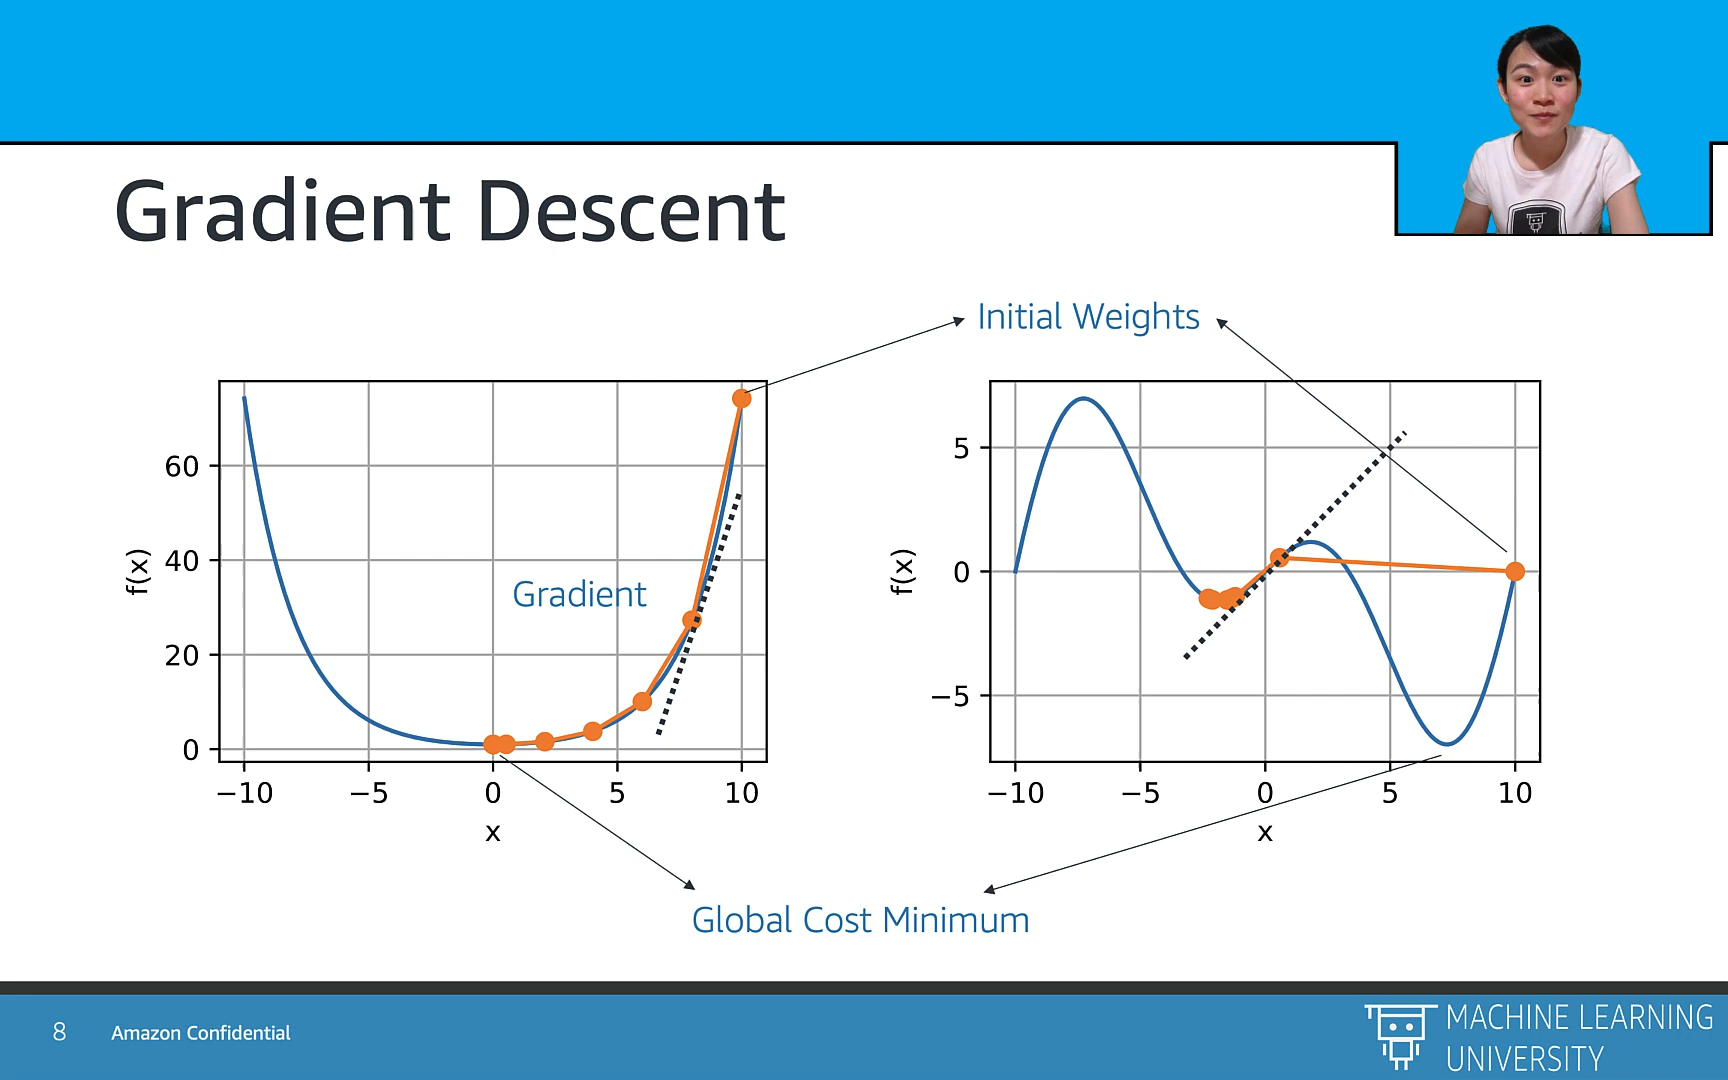 Gradient Descent
Initial Weights
f(x)
60
40
20
0
Gradient
−10
−5
0
5
10
x
f(x)
5
0
−5
−10
−5
0
5
10
x
Global Cost Minimum
8
Amazon Confidential
MACHINE LEARNING
UNIVERSITY